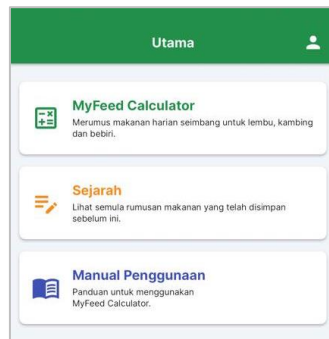 Utama
MyFeed Calculator
Merumus makanan harian seimbang untuk lembu, kambing
dan bebiri.
Sejarah
Lihat semula rumusan makanan yang telah disimpan
sebelum ini.
Manual Penggunaan
Panduan untuk menggunakan
MyFeed Calculator.